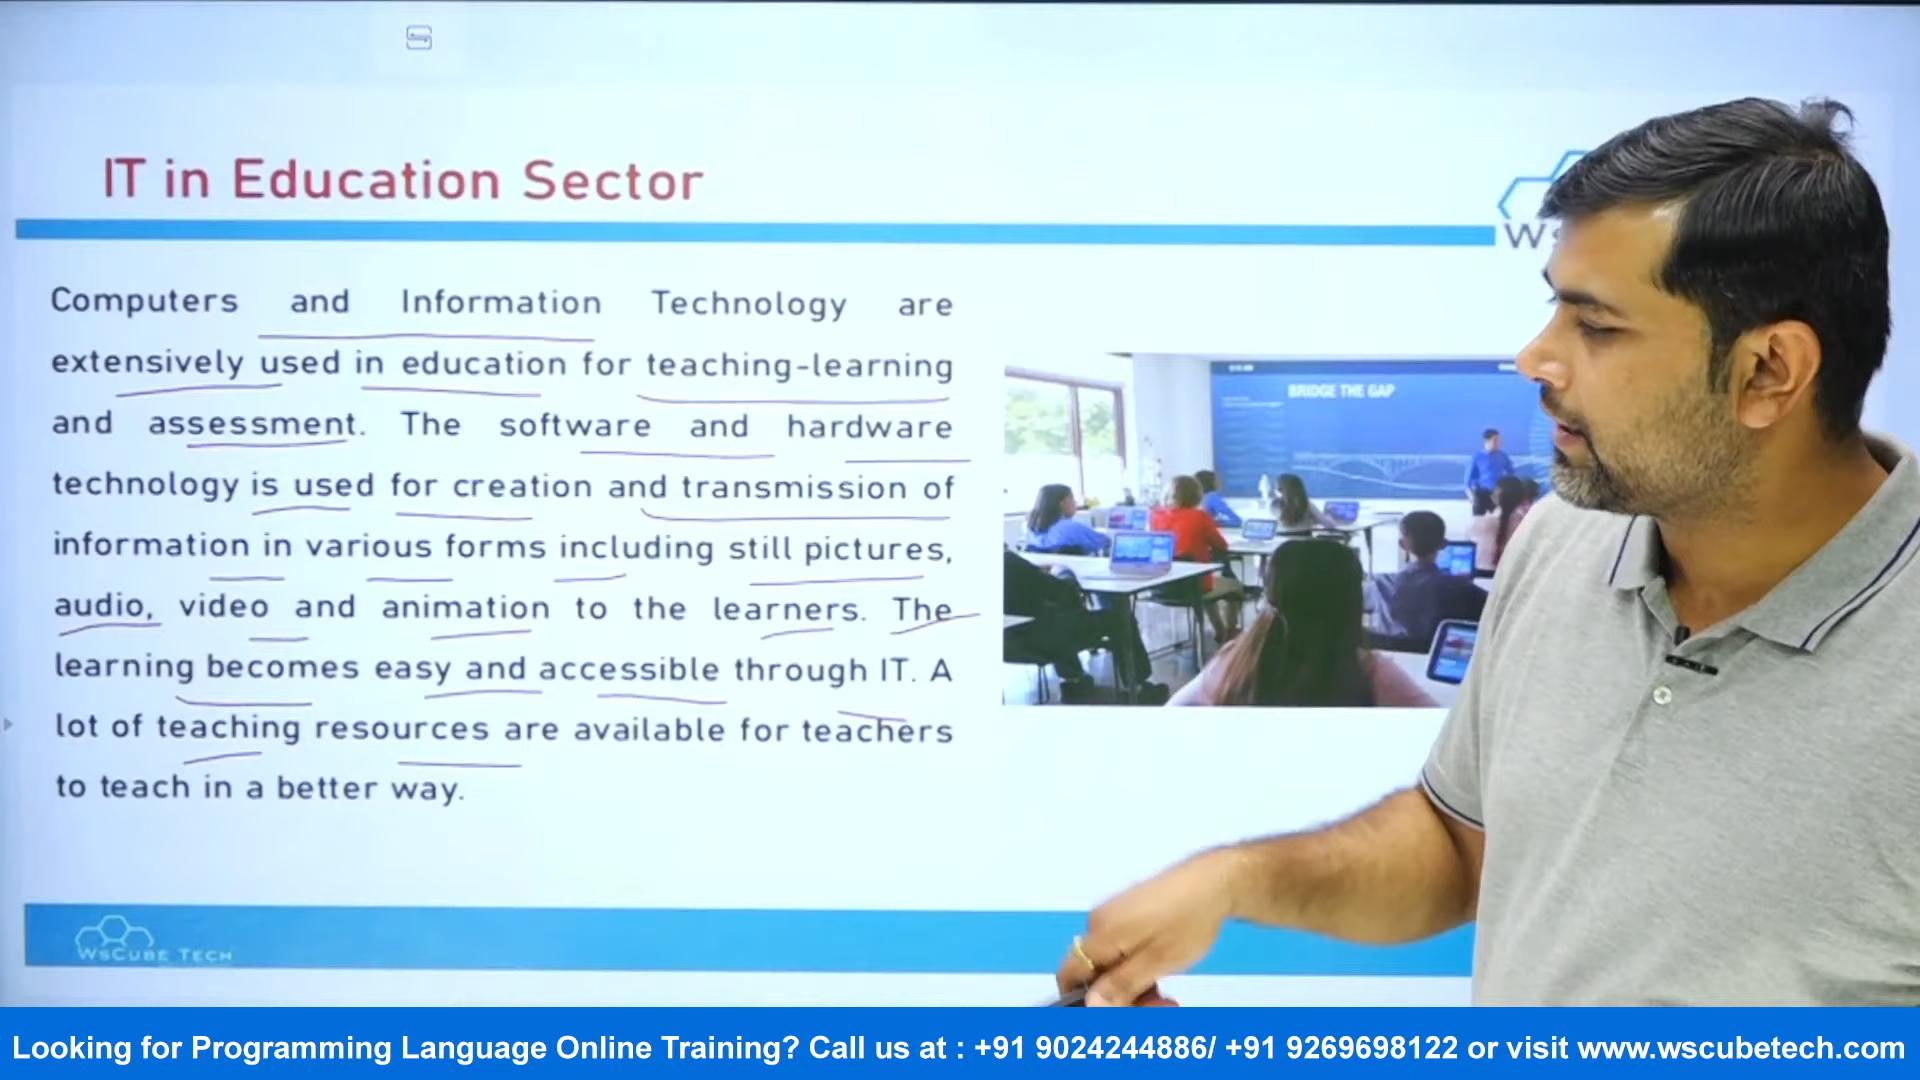 IT in Education Sector
Computers and Information Technology are
extensively used in education for teaching-learning
and assessment. The software and hardware
technology is used for creation and transmission of
information in various forms including still pictures,
audio, video and animation to the learners. The
learning becomes easy and accessible through IT. A
lot of teaching resources are available for teachers
to teach in a better way.
BRIDGE THE GAP
WSCUBE TECH
Looking for Programming Language Online Training? Call us at : +91 9024244886/ +91 9269698122 or visit www.wscubetech.com